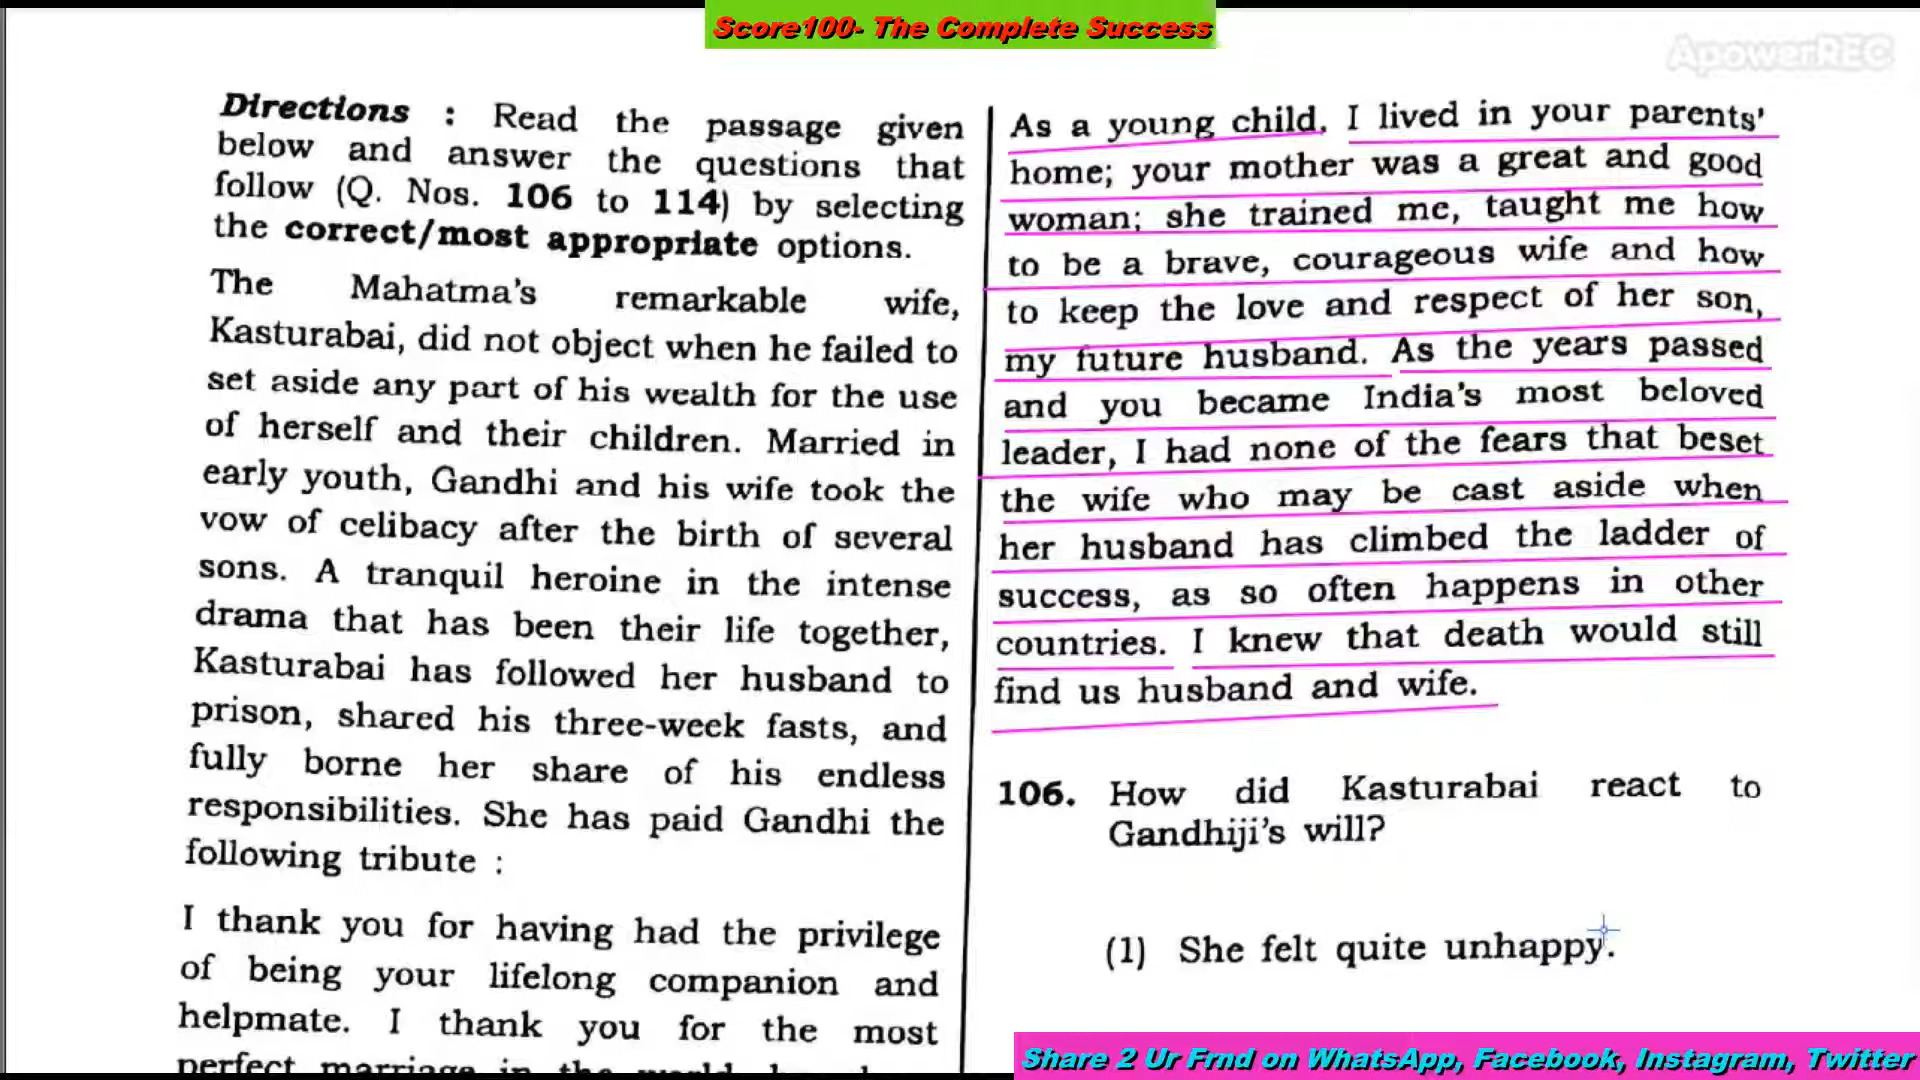 Score100- The Complete Success
ApowerREC
Directions : Read the passage given
below and answer the questions that
follow (Q. Nos. 106 to 114) by selecting
the correct/most appropriate options.
The Mahatma's remarkable wife,
Kasturabai, did not object when he failed to
set aside any part of his wealth for the use
of herself and their children. Married in
early youth, Gandhi and his wife took the
vow of celibacy after the birth of several
sons. A tranquil heroine in the intense
drama that has been their life together,
Kasturabai has followed her husband to
prison, shared his three-week fasts, and
fully borne her share of his endless
responsibilities. She has paid Gandhi the
following tribute :
I thank you for having had the privilege
of being your lifelong companion and
helpmate. I thank you for the most
perfect marriage in the world
As a young child, I lived in your parents'
home; your mother was a great and good
woman; she trained me, taught me how
to be a brave, courageous wife and how
to keep the love and respect of her son,
my future husband. As the years passed
and you became India's most beloved
leader, I had none of the fears that beset
the wife who may be cast aside when
her husband has climbed the ladder of
success, as so often happens in other
countries. I knew that death would still
find us husband and wife.
106. How did Kasturabai react to
Gandhiji's will?
(1) She felt quite unhappy.
Share 2 Ur Frnd on WhatsApp, Facebook, Instagram, Twitter